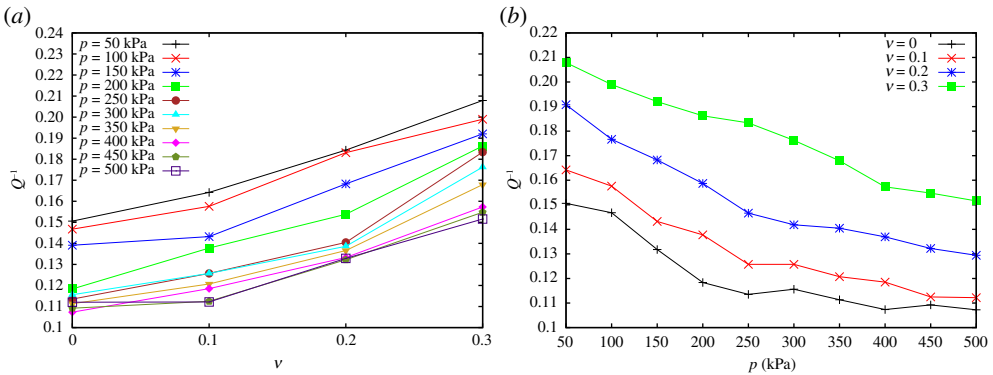 (a)
Q⁻¹
0.24
0.23
0.22
0.21
0.20
0.19
0.18
0.17
0.16
0.15
0.14
0.13
0.12
0.11
0.1
p = 50 kPa
p = 100 kPa
p = 150 kPa
p = 200 kPa
p = 250 kPa
p = 300 kPa
p = 350 kPa
p = 400 kPa
p = 450 kPa
p = 500 kPa
0 0.1 0.2 0.3
ν
(b)
Q⁻¹
0.22
0.21
0.20
0.19
0.18
0.17
0.16
0.15
0.14
0.13
0.12
0.11
0.1
ν = 0
ν = 0.1
ν = 0.2
ν = 0.3
50 100 150 200 250 300 350 400 450 500
p (kPa)